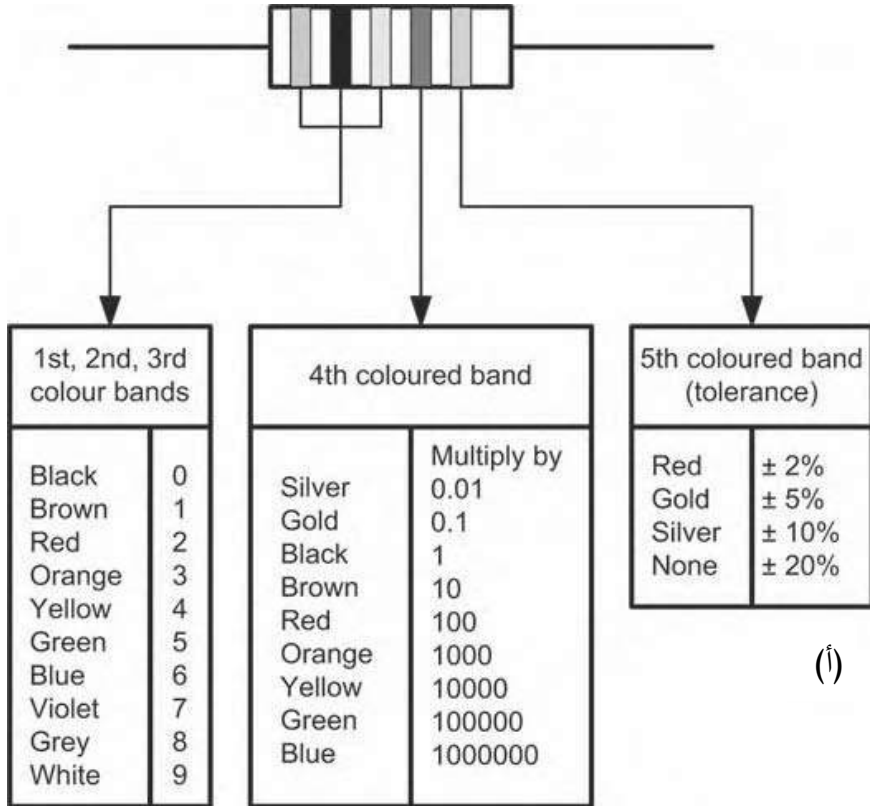 1st, 2nd, 3rd
colour bands
Black 0
Brown 1
Red 2
Orange 3
Yellow 4
Green 5
Blue 6
Violet 7
Grey 8
White 9
4th coloured band
Multiply by
Silver 0.01
Gold 0.1
Black 1
Brown 10
Red 100
Orange 1000
Yellow 10000
Green 100000
Blue 1000000
5th coloured band
(tolerance)
Red ± 2%
Gold ± 5%
Silver ± 10%
None ± 20%
(أ)